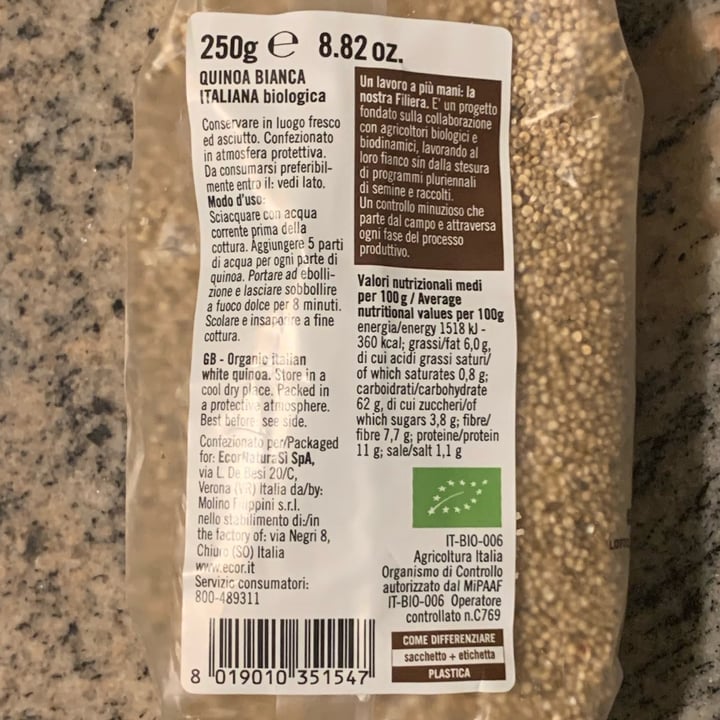 250g ℮ 8.82 oz.
QUINOA BIANCA
ITALIANA biologica
Conservare in luogo fresco
ed asciutto. Confezionato
in atmosfera protettiva.
Da consumarsi preferibil-
mente entro il: vedi lato.
Modo d'uso:
Sciacquare con acqua
corrente prima della
cottura. Aggiungere 5 parti
di acqua per ogni parte di
quinoa. Portare ad ebolli-
zione e lasciare sobbollire
a fuoco dolce per 8 minuti.
Scolare e insaporire a fine
cottura.
GB - Organic italian
white quinoa. Store in a
cool dry place. Packed in
a protective atmosphere.
Best before: see side.
Confezionato per/Packaged
for: EcorNaturaSì SpA,
via L. De Besi 20/C,
Verona (VR) Italia da/by:
Molino Filippini s.r.l.
nello stabilimento di:/in
the factory of: via Negri 8,
Chiuro (SO) Italia
www.ecor.it
Servizio consumatori:
800-489311
8 019010 351547
Un lavoro a più mani: la
nostra Filiera. E' un progetto
fondato sulla collaborazione
con agricoltori biologici e
biodinamici, lavorando al
loro fianco sin dalla stesura
di programmi pluriennali
di semine e raccolti.
Un controllo minuzioso che
parte dal campo e attraversa
ogni fase del processo
produttivo.
Valori nutrizionali medi
per 100 g / Average
nutritional values per 100g
energia/energy 1518 kJ -
360 kcal; grassi/fat 6,0 g,
di cui acidi grassi saturi/
of which saturates 0,8 g;
carboidrati/carbohydrate
62 g, di cui zuccheri/of
which sugars 3,8 g; fibre/
fibre 7,7 g; proteine/protein
11 g; sale/salt 1,1 g
IT-BIO-006
Agricoltura Italia
Organismo di Controllo
autorizzato dal MiPAAF
IT-BIO-006 Operatore
controllato n.C769
COME DIFFERENZIARE
sacchetto + etichetta
PLASTICA